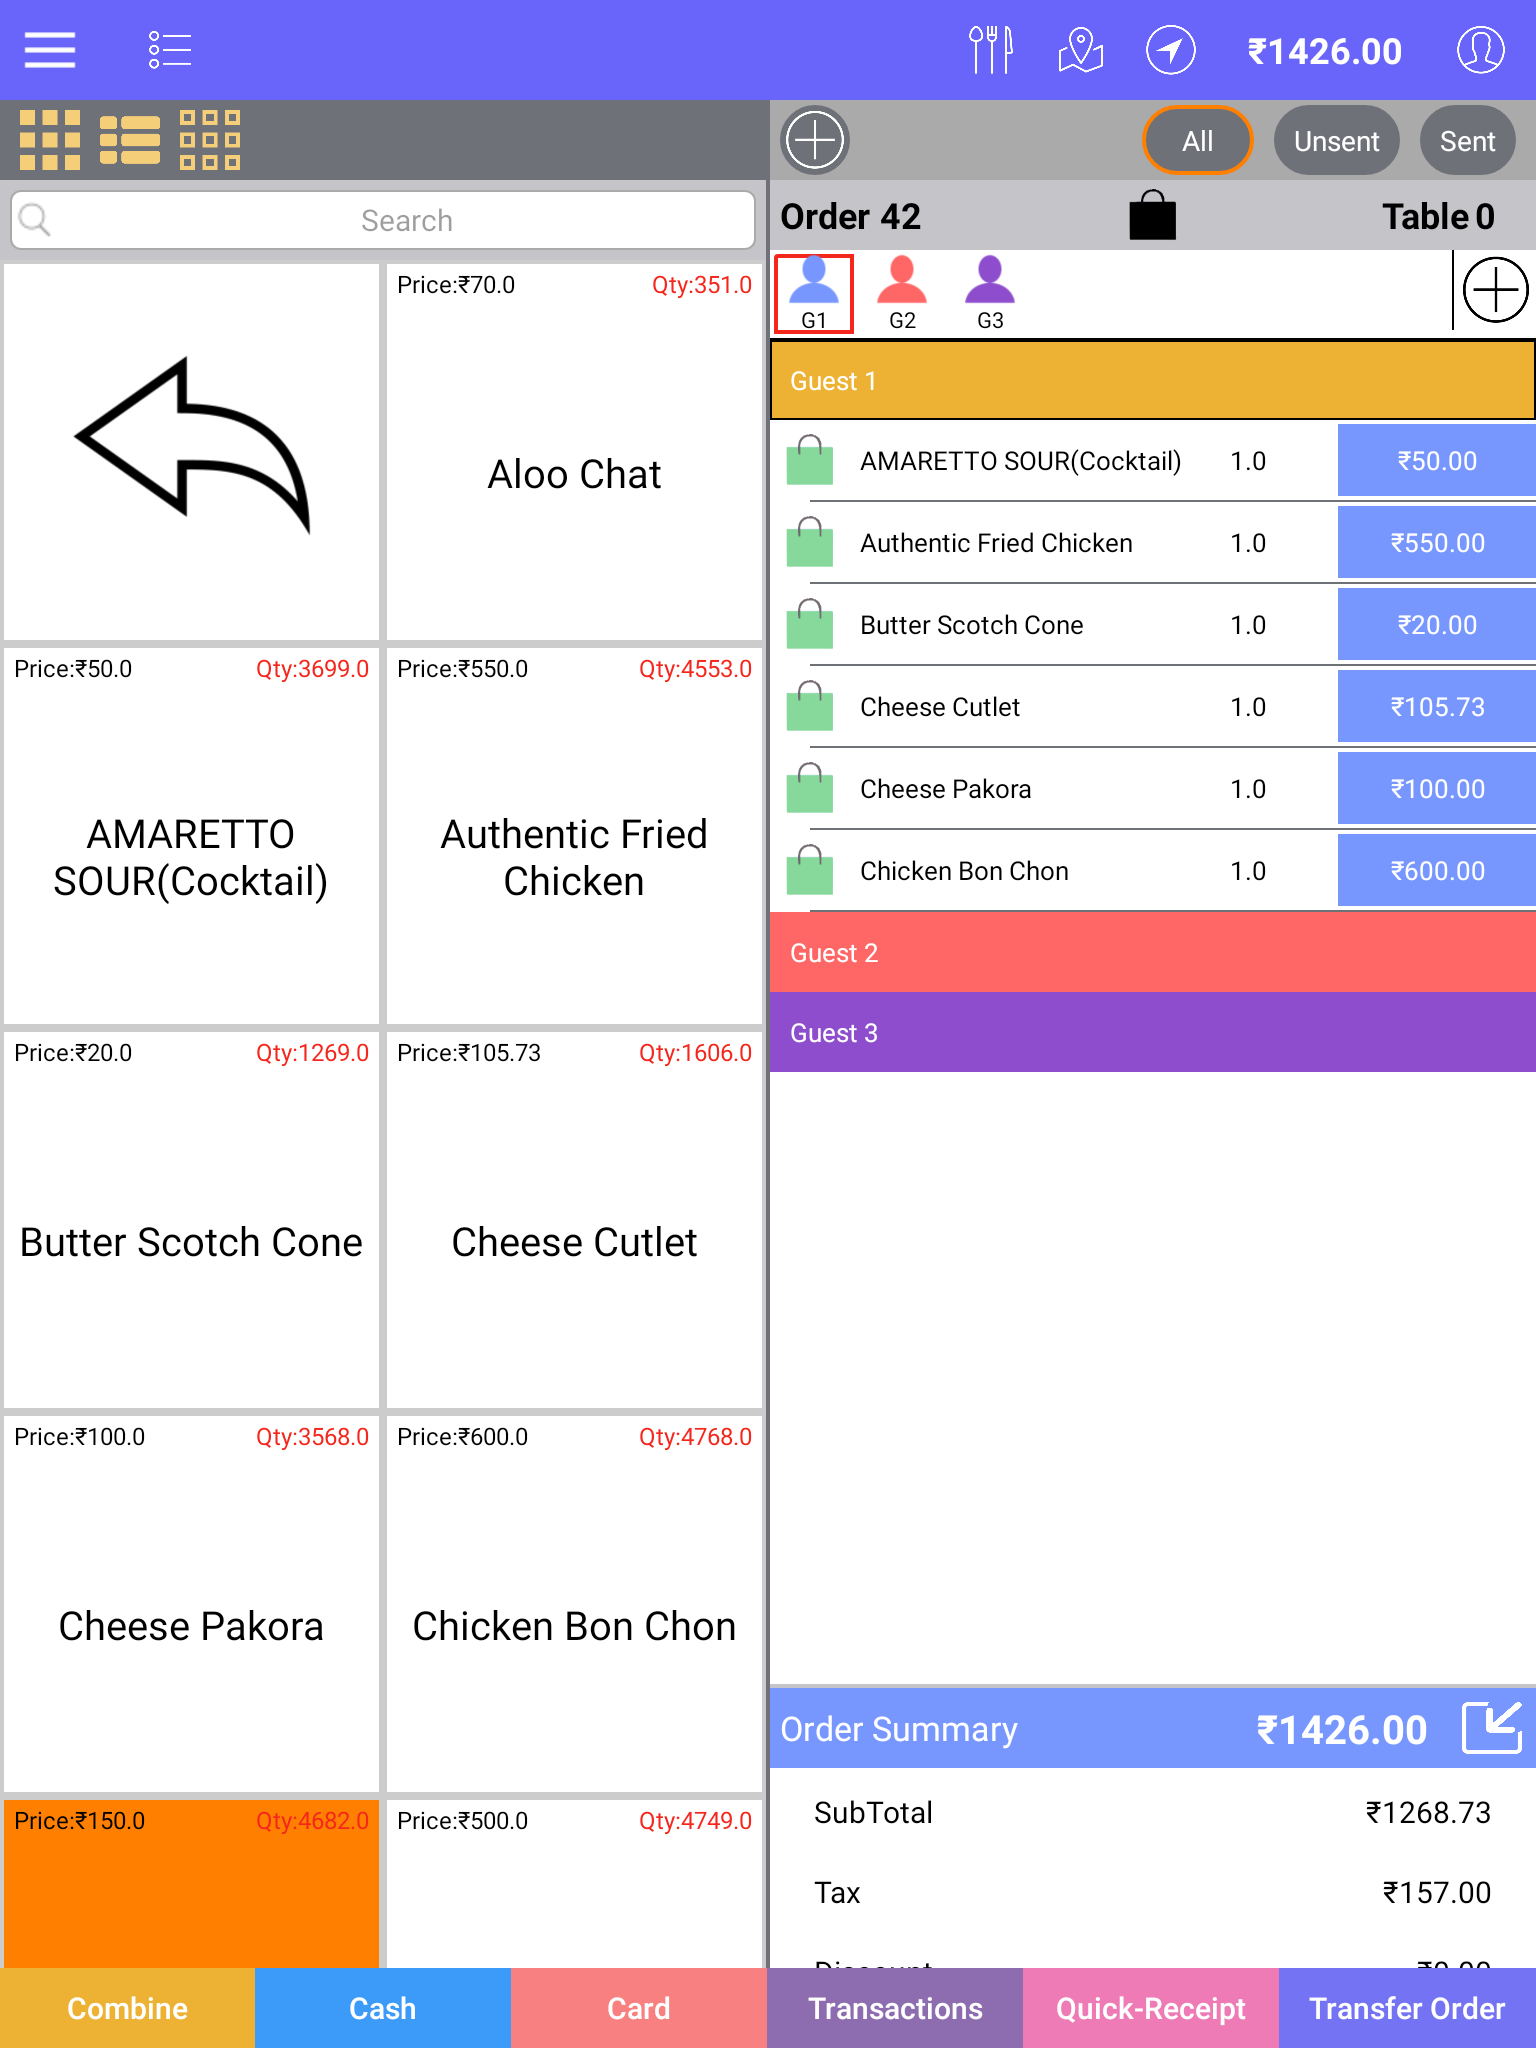 ₹1426.00
All
Unsent
Sent
Search
Order 42
Table 0
G1
G2
G3
Guest 1
AMARETTO SOUR(Cocktail) 1.0 ₹50.00
Authentic Fried Chicken 1.0 ₹550.00
Butter Scotch Cone 1.0 ₹20.00
Cheese Cutlet 1.0 ₹105.73
Cheese Pakora 1.0 ₹100.00
Chicken Bon Chon 1.0 ₹600.00
Guest 2
Guest 3
Price:₹70.0 Qty:351.0
Aloo Chat
Price:₹50.0 Qty:3699.0
AMARETTO
SOUR(Cocktail)
Price:₹550.0 Qty:4553.0
Authentic Fried
Chicken
Price:₹20.0 Qty:1269.0
Butter Scotch Cone
Price:₹105.73 Qty:1606.0
Cheese Cutlet
Price:₹100.0 Qty:3568.0
Cheese Pakora
Price:₹600.0 Qty:4768.0
Chicken Bon Chon
Price:₹150.0 Qty:4682.0
Price:₹500.0 Qty:4749.0
Order Summary ₹1426.00
SubTotal ₹1268.73
Tax ₹157.00
Combine
Cash
Card
Transactions
Quick-Receipt
Transfer Order